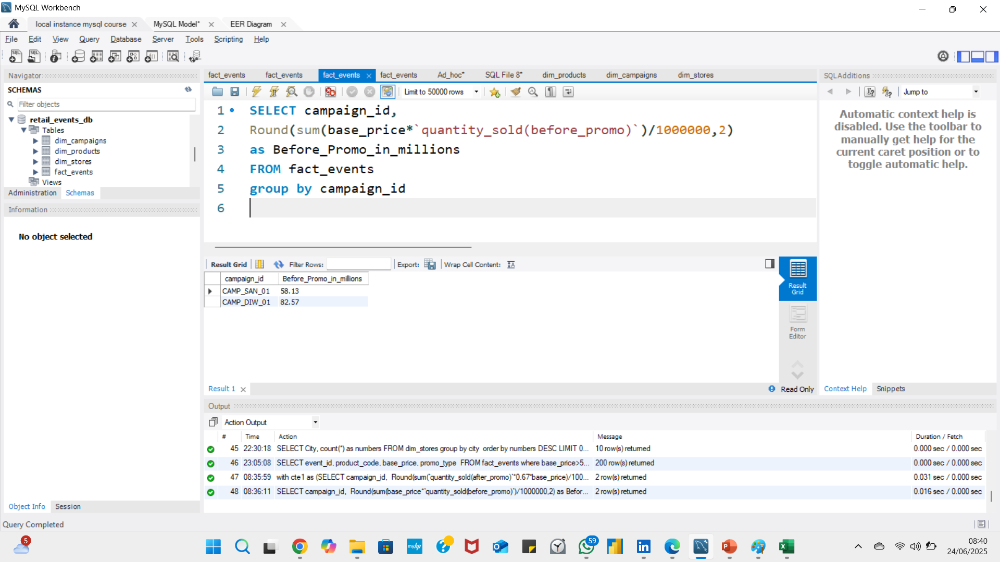 MySQL Workbench
local instance mysql course
MySQL Model*
EER Diagram
File Edit View Query Database Server Tools Scripting Help
Navigator
SCHEMAS
Filter objects
retail_events_db
Tables
dim_campaigns
dim_products
dim_stores
fact_events
Views
Administration Schemas
Information
No object selected
Object Info Session
Query Completed
fact_events fact_events fact_events fact_events Ad_hoc* SQL File 8* dim_products dim_campaigns dim_stores
Limit to 50000 rows
1 SELECT campaign_id,
2 Round(sum(base_price*`quantity_sold(before_promo)`)/1000000,2)
3 as Before_Promo_in_millions
4 FROM fact_events
5 group by campaign_id
6
Result Grid Filter Rows: Export: Wrap Cell Content:
campaign_id Before_Promo_in_millions
CAMP_SAN_01 58.13
CAMP_DIW_01 82.57
Result Grid
Form Editor
Result 1
Read Only
SQLAdditions
Jump to
Automatic context help is
disabled. Use the toolbar to
manually get help for the
current caret position or to
toggle automatic help.
Context Help Snippets
Output
Action Output
# Time Action Message Duration / Fetch
45 22:30:18 SELECT City, count(*) as numbers FROM dim_stores group by city order by numbers DESC LIMIT 0... 10 row(s) returned 0.000 sec / 0.000 sec
46 23:05:08 SELECT event_id, product_code, base_price, promo_type FROM fact_events where base_price>5... 200 row(s) returned 0.000 sec / 0.000 sec
47 08:35:59 with cte1 as (SELECT campaign_id, Round(sum(`quantity_sold(after_promo)`*0.67*base_price)/100... 2 row(s) returned 0.031 sec / 0.000 sec
48 08:36:11 SELECT campaign_id, Round(sum(base_price*`quantity_sold(before_promo)`)/1000000,2) as Befor... 2 row(s) returned 0.016 sec / 0.000 sec
5
myhp
59
08:40
24/06/2025